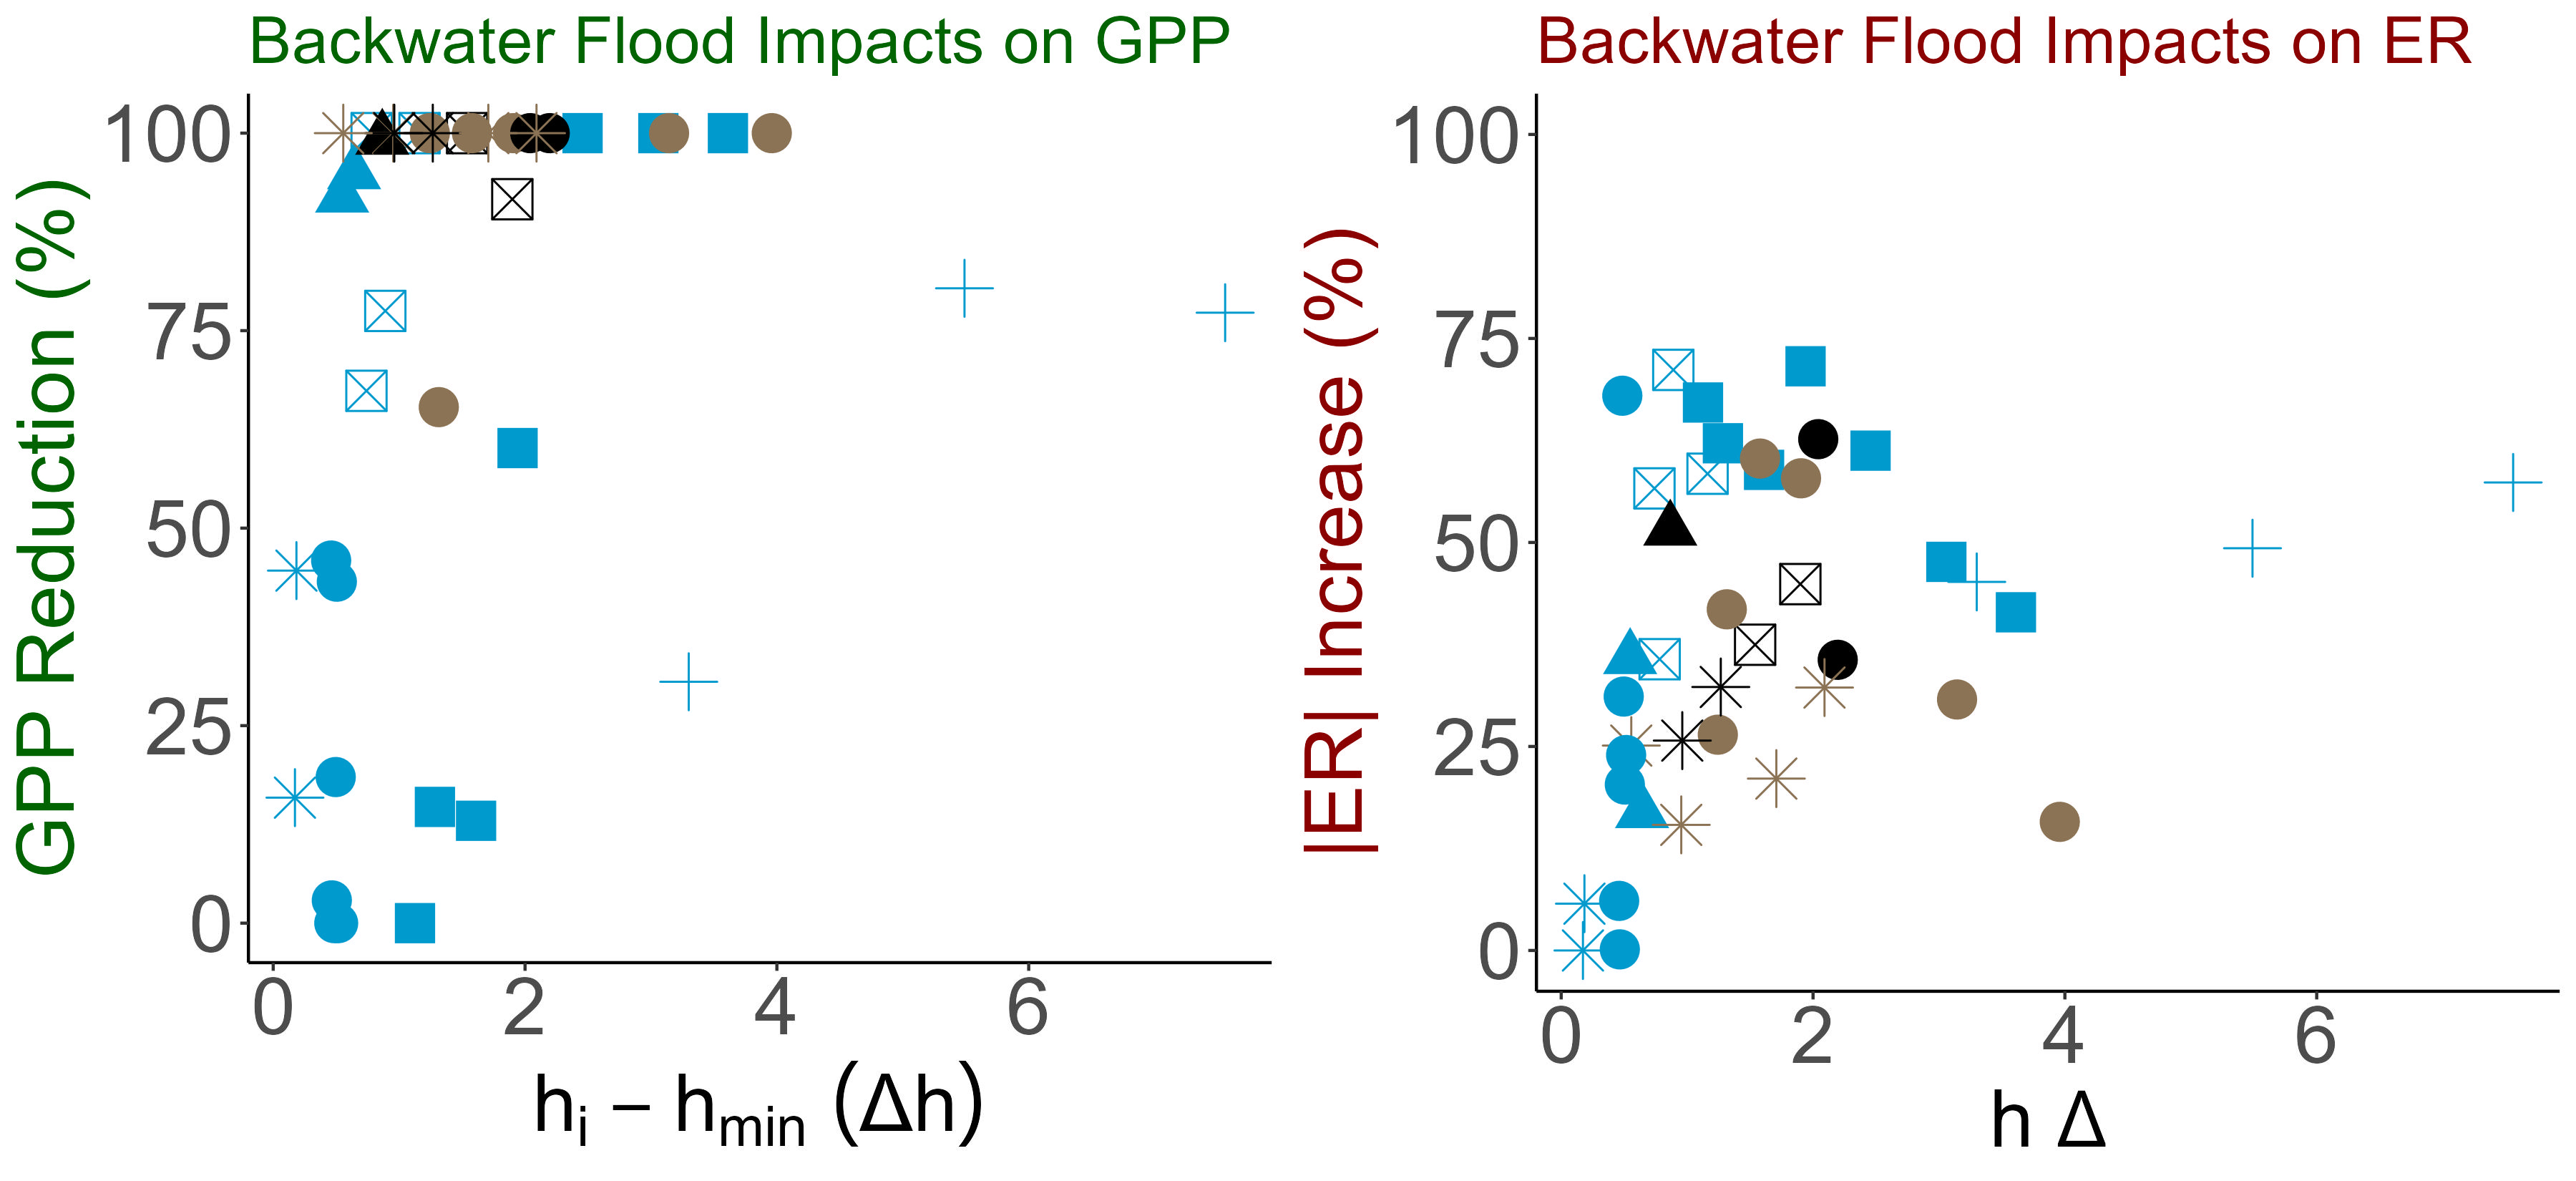 Backwater Flood Impacts on GPP
GPP Reduction (%)
100
75
50
25
0
0 2 4 6
hi – hmin (Δh)
Backwater Flood Impacts on ER
|ER| Increase (%)
100
75
50
25
0
0 2 4 6
h Δ